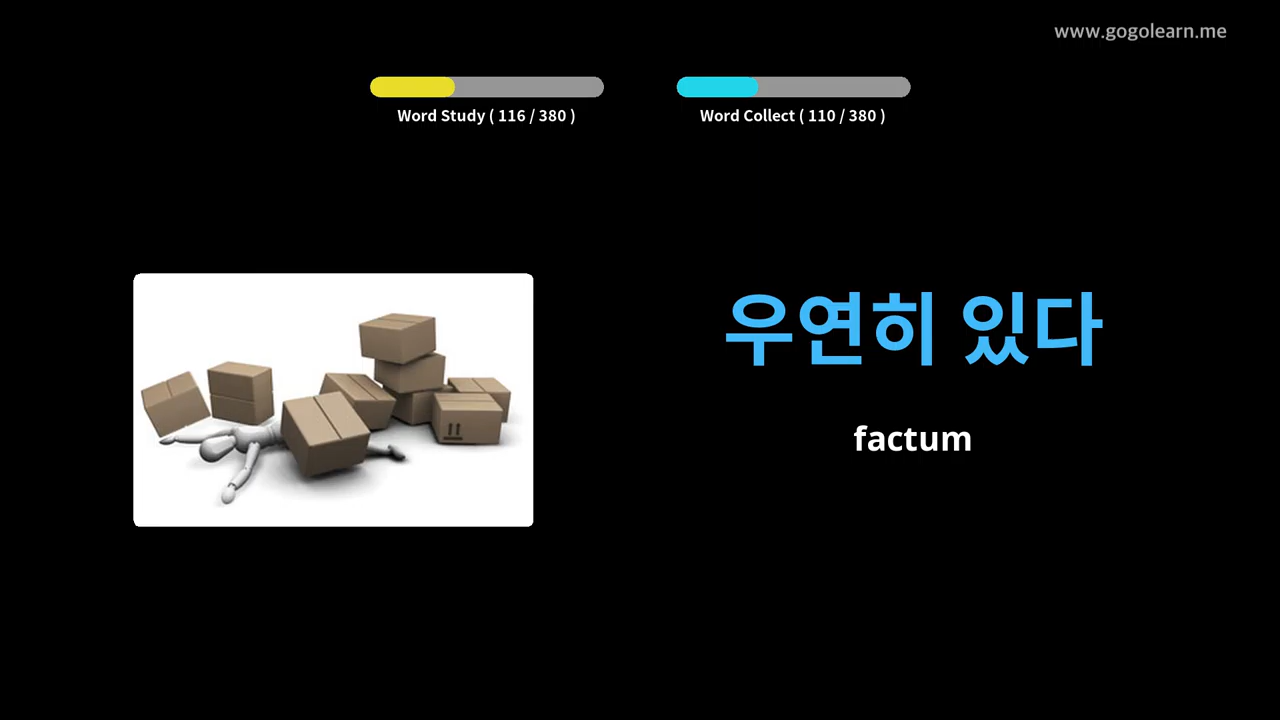 www.gogolearn.me
Word Study ( 116 / 380 )
Word Collect ( 110 / 380 )
우연히 있다
factum